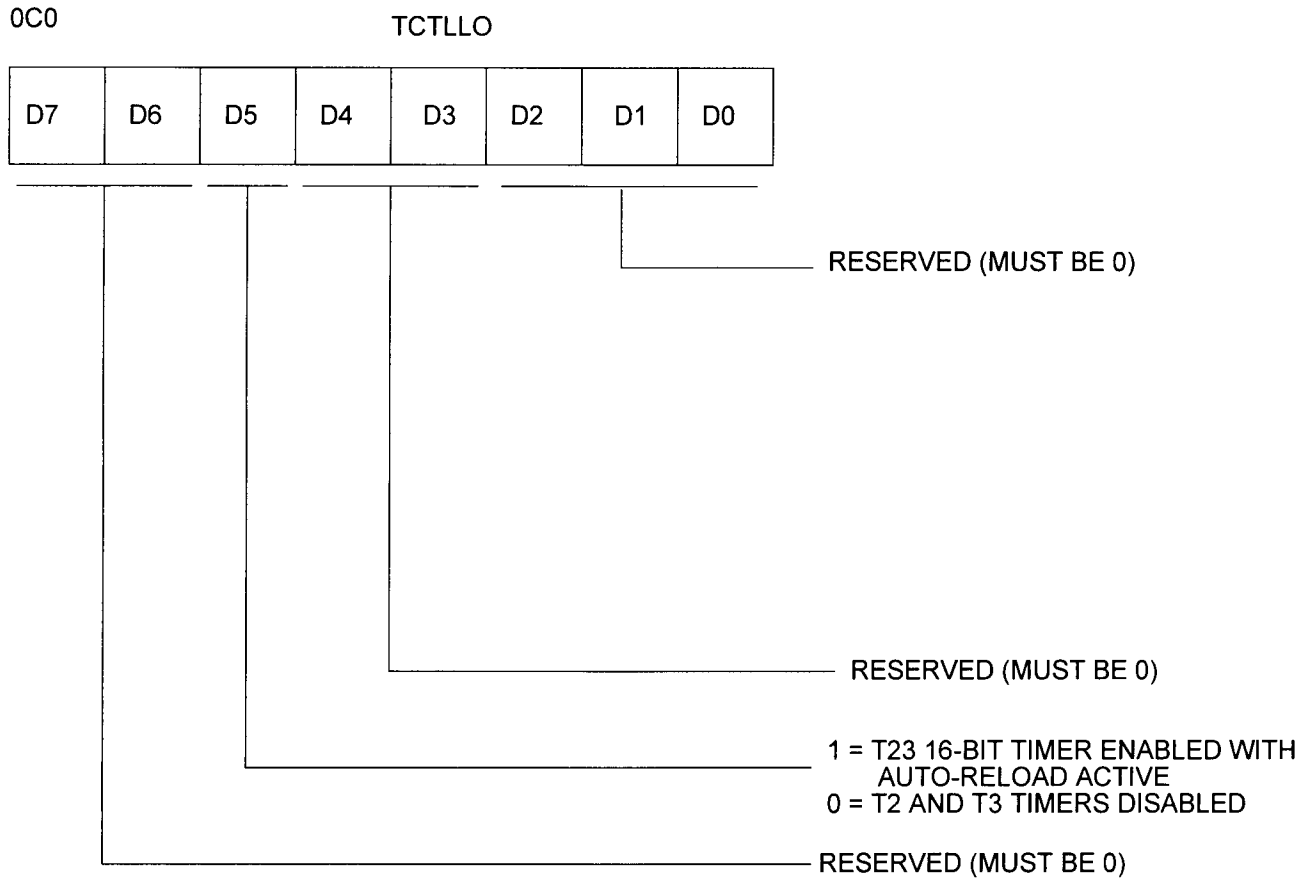 0C0
TCTLLO
D7 D6 D5 D4 D3 D2 D1 D0
RESERVED (MUST BE 0)
RESERVED (MUST BE 0)
1 = T23 16-BIT TIMER ENABLED WITH
AUTO-RELOAD ACTIVE
0 = T2 AND T3 TIMERS DISABLED
RESERVED (MUST BE 0)